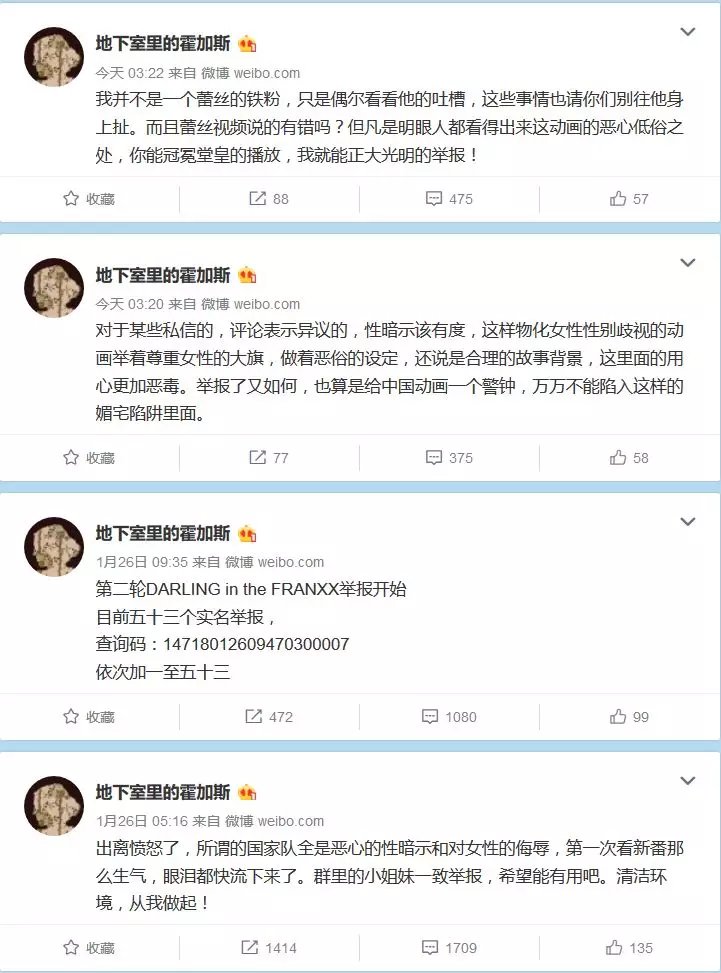 地下室里的霍加斯
今天 03:22 来自 微博 weibo.com
我并不是一个蕾丝的铁粉，只是偶尔看看他的吐槽，这些事情也请你们别往他身
上扯。而且蕾丝视频说的有错吗？但凡是明眼人都看得出来这动画的恶心低俗之
处，你能冠冕堂皇的播放，我就能正大光明的举报！
收藏 88 475 57
地下室里的霍加斯
今天 03:20 来自 微博 weibo.com
对于某些私信的，评论表示异议的，性暗示该有度，这样物化女性性别歧视的动
画举着尊重女性的大旗，做着恶俗的设定，还说是合理的故事背景，这里面的用
心更加恶毒。举报了又如何，也算是给中国动画一个警钟，万万不能陷入这样的
媚宅陷阱里面。
收藏 77 375 58
地下室里的霍加斯
1月26日 09:35 来自 微博 weibo.com
第二轮DARLING in the FRANXX举报开始
目前五十三个实名举报，
查询码：14718012609470300007
依次加一至五十三
收藏 472 1080 99
地下室里的霍加斯
1月26日 05:16 来自 微博 weibo.com
出离愤怒了，所谓的国家队全是恶心的性暗示和对女性的侮辱，第一次看新番那
么生气，眼泪都快流下来了。群里的小姐妹一致举报，希望能有用吧。清洁环
境，从我做起！
收藏 1414 1709 135